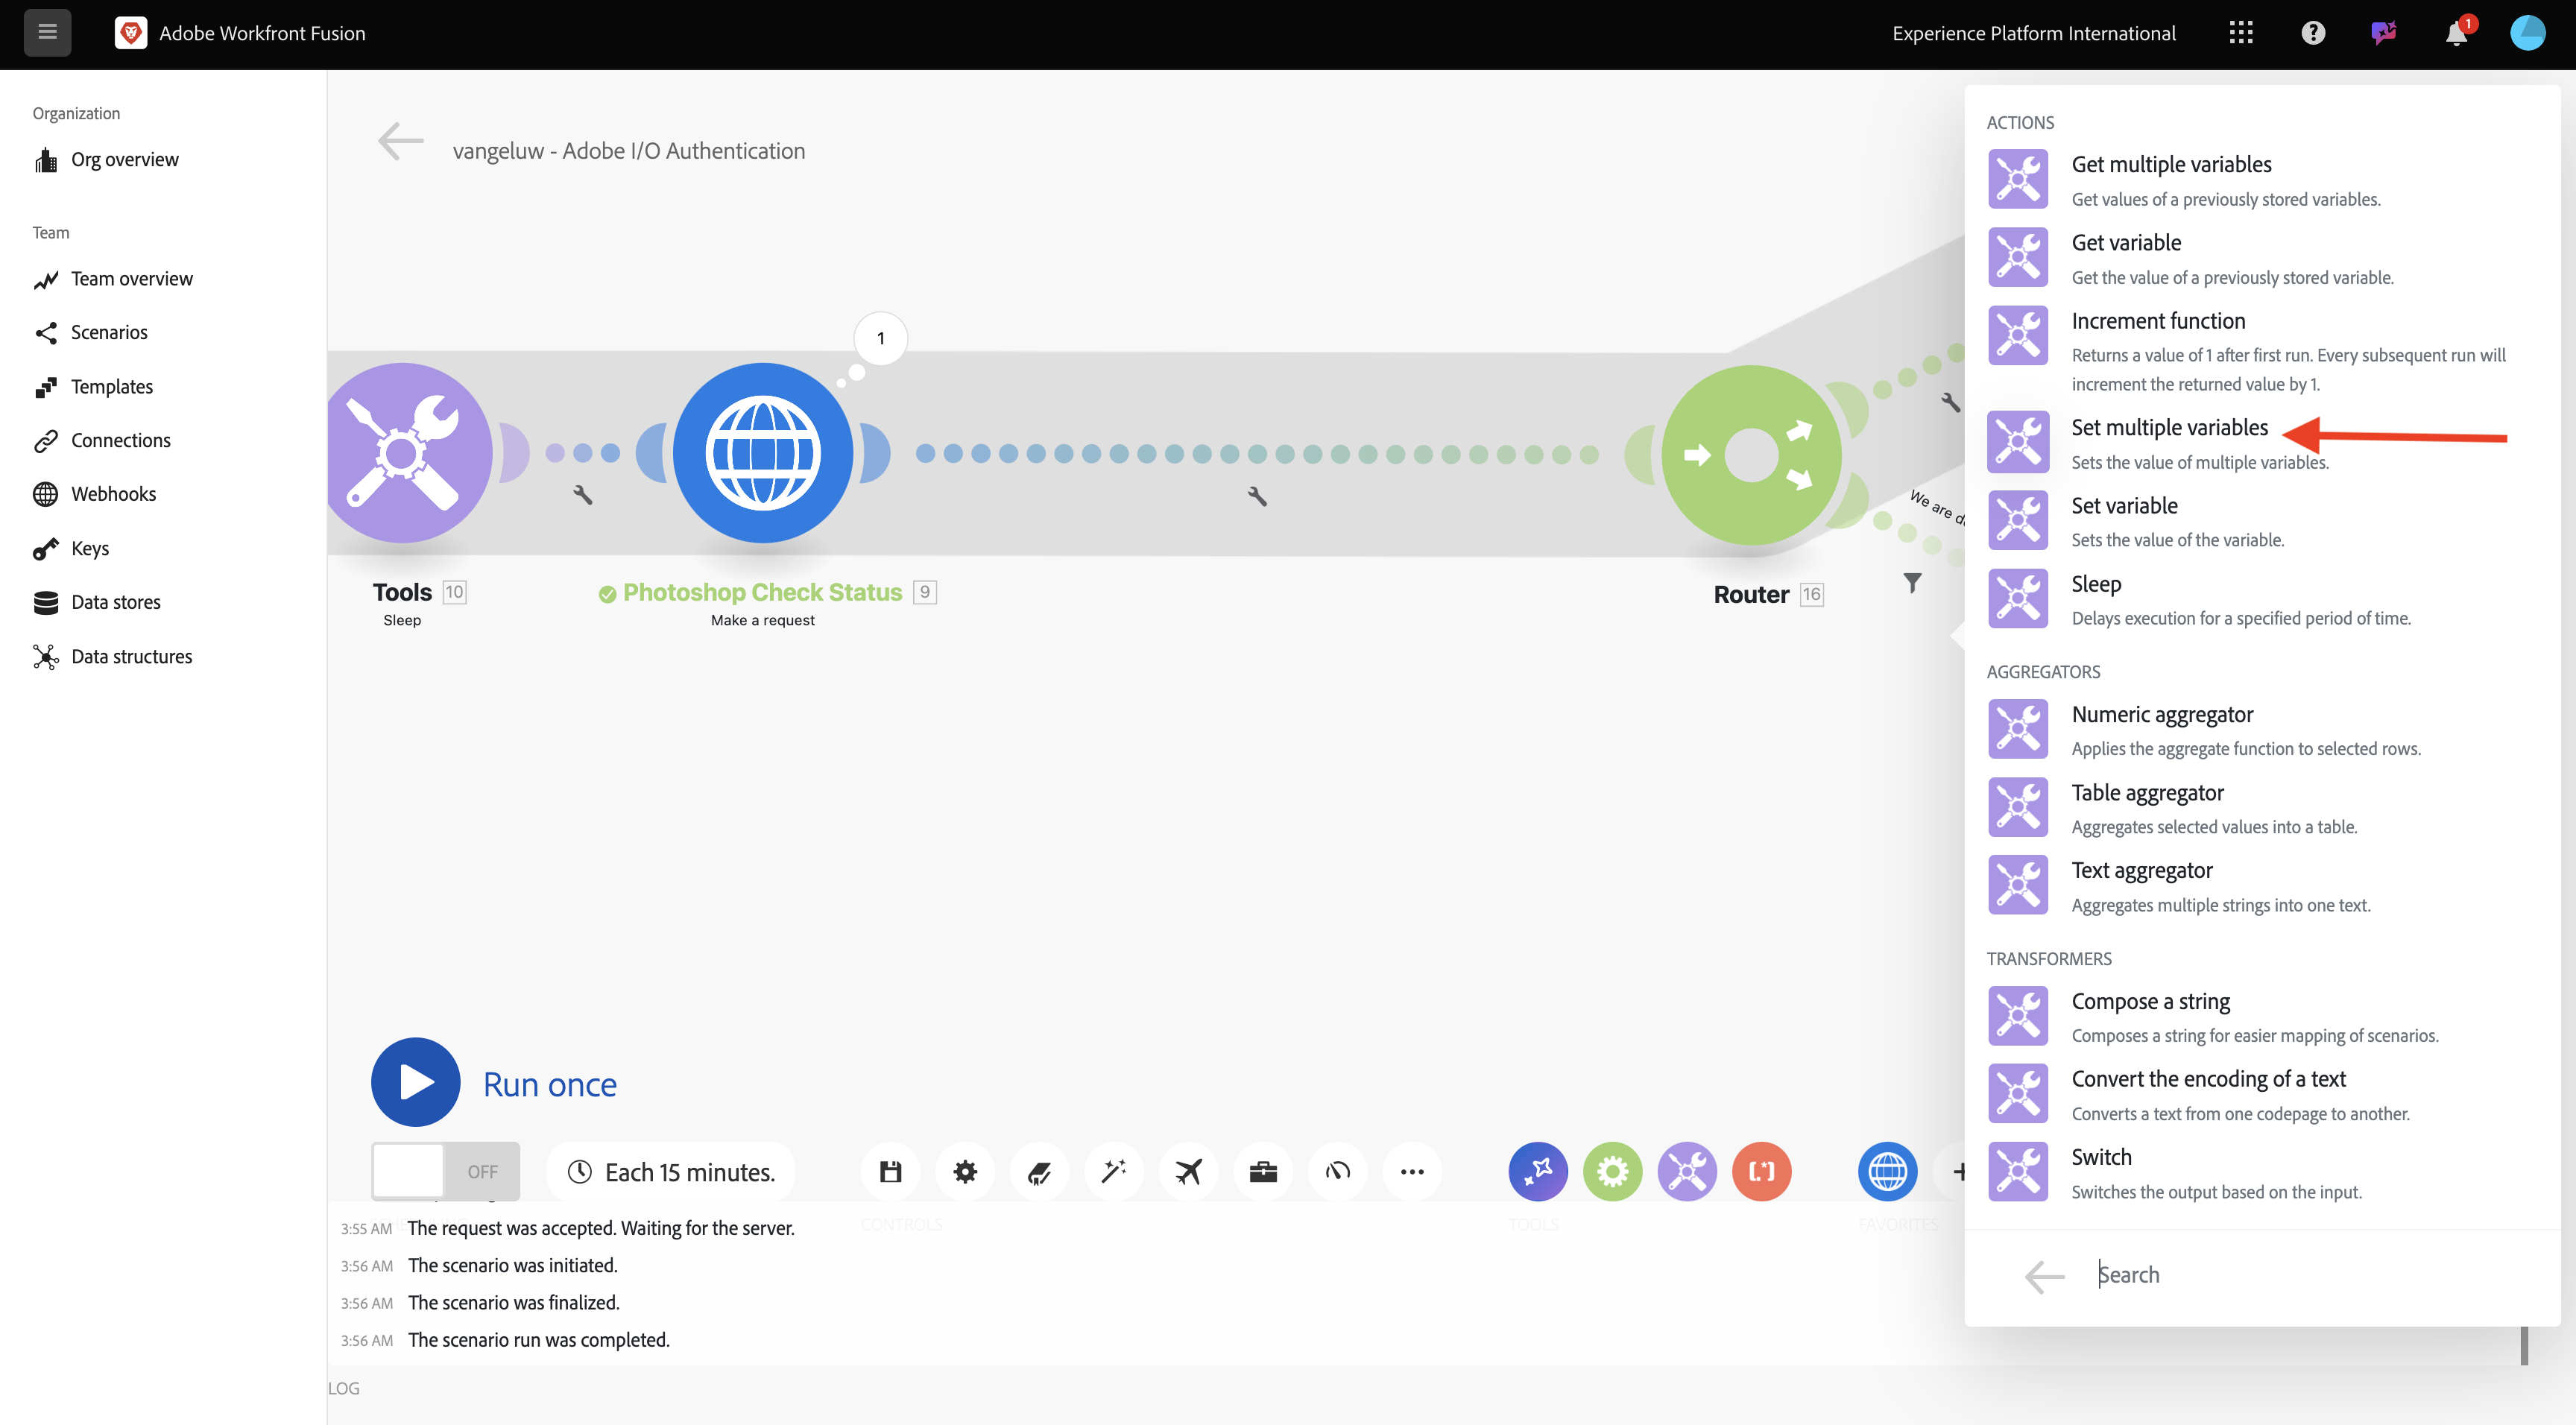 Adobe Workfront Fusion
Experience Platform International
1
Organization
Org overview
Team
Team overview
Scenarios
Templates
Connections
Webhooks
Keys
Data stores
Data structures
vangeluw - Adobe I/O Authentication
1
We are d
Tools 10
Sleep
Photoshop Check Status 9
Make a request
Router 16
Run once
OFF
Each 15 minutes.
CONTROLS
TOOLS
FAVORITES
3:55 AM The request was accepted. Waiting for the server.
3:56 AM The scenario was initiated.
3:56 AM The scenario was finalized.
3:56 AM The scenario run was completed.
LOG
ACTIONS
Get multiple variables
Get values of a previously stored variables.
Get variable
Get the value of a previously stored variable.
Increment function
Returns a value of 1 after first run. Every subsequent run will
increment the returned value by 1.
Set multiple variables
Sets the value of multiple variables.
Set variable
Sets the value of the variable.
Sleep
Delays execution for a specified period of time.
AGGREGATORS
Numeric aggregator
Applies the aggregate function to selected rows.
Table aggregator
Aggregates selected values into a table.
Text aggregator
Aggregates multiple strings into one text.
TRANSFORMERS
Compose a string
Composes a string for easier mapping of scenarios.
Convert the encoding of a text
Converts a text from one codepage to another.
Switch
Switches the output based on the input.
Search